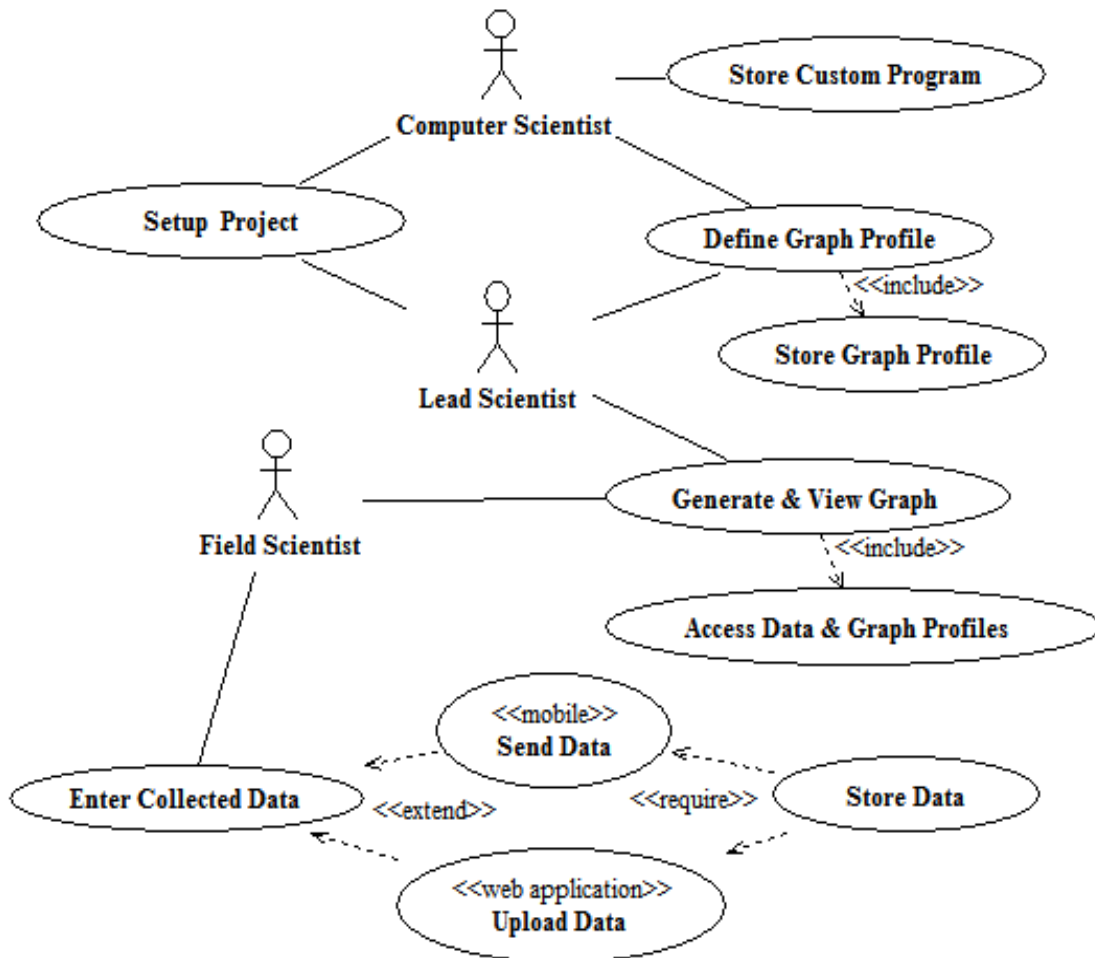 Store Custom Program
Computer Scientist
Setup Project
Define Graph Profile
<<include>>
Store Graph Profile
Lead Scientist
Generate & View Graph
Field Scientist
<<include>>
Access Data & Graph Profiles
<<mobile>>
Send Data
Enter Collected Data
<<extend>>
<<require>>
Store Data
<<web application>>
Upload Data